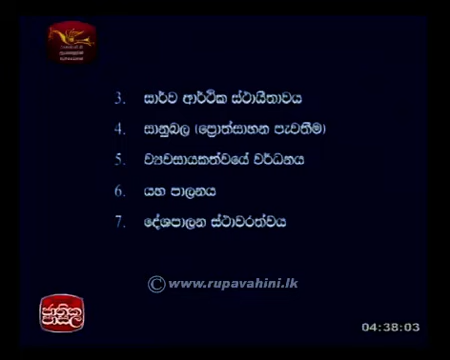 3. සාර්ව ආර්ථික ස්ථායීතාවය
4. සානුබල (ප්‍රොත්සාහන පැවතීම)
5. ව්‍යවසායකත්වයේ වර්ධනය
6. යහ පාලනය
7. දේශපාලන ස්ථාවරත්වය
© www.rupavahini.lk
ජාතික
පාසල
04:38:03